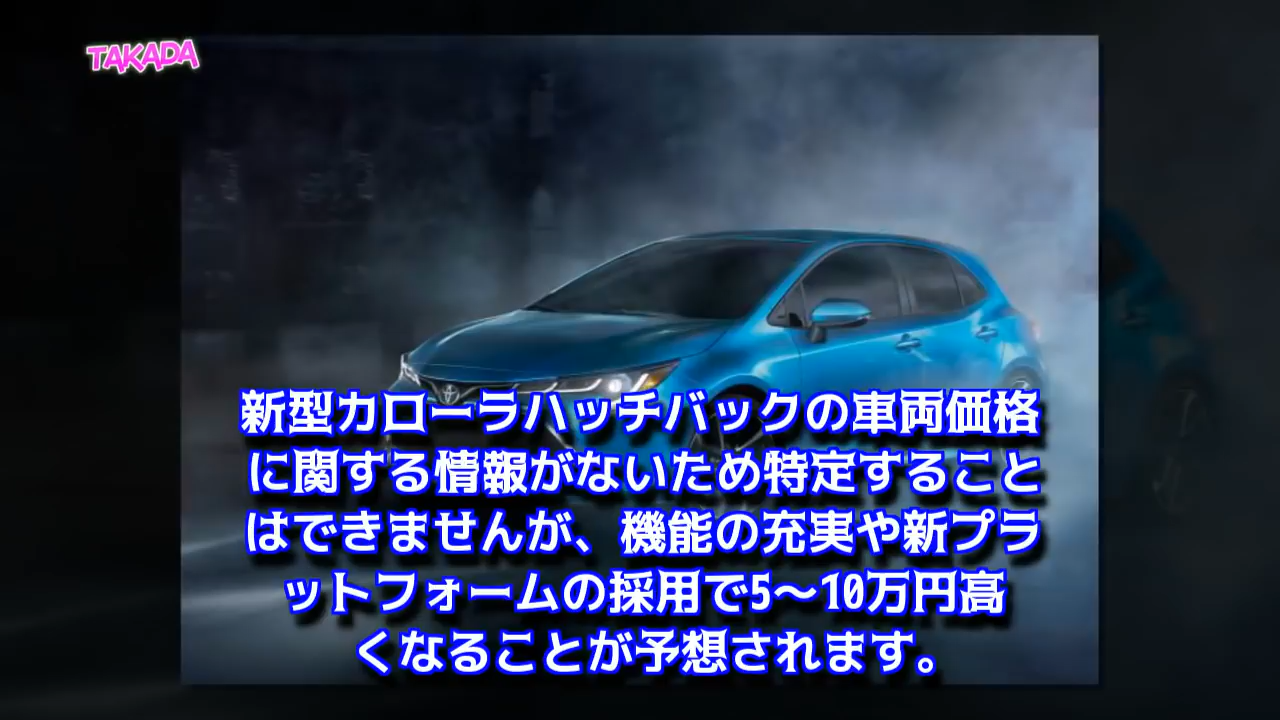 TAKADA
新型カローラハッチバックの車両価格
に関する情報がないため特定すること
はできませんが、機能の充実や新プラ
ットフォームの採用で5〜10万円高
くなることが予想されます。